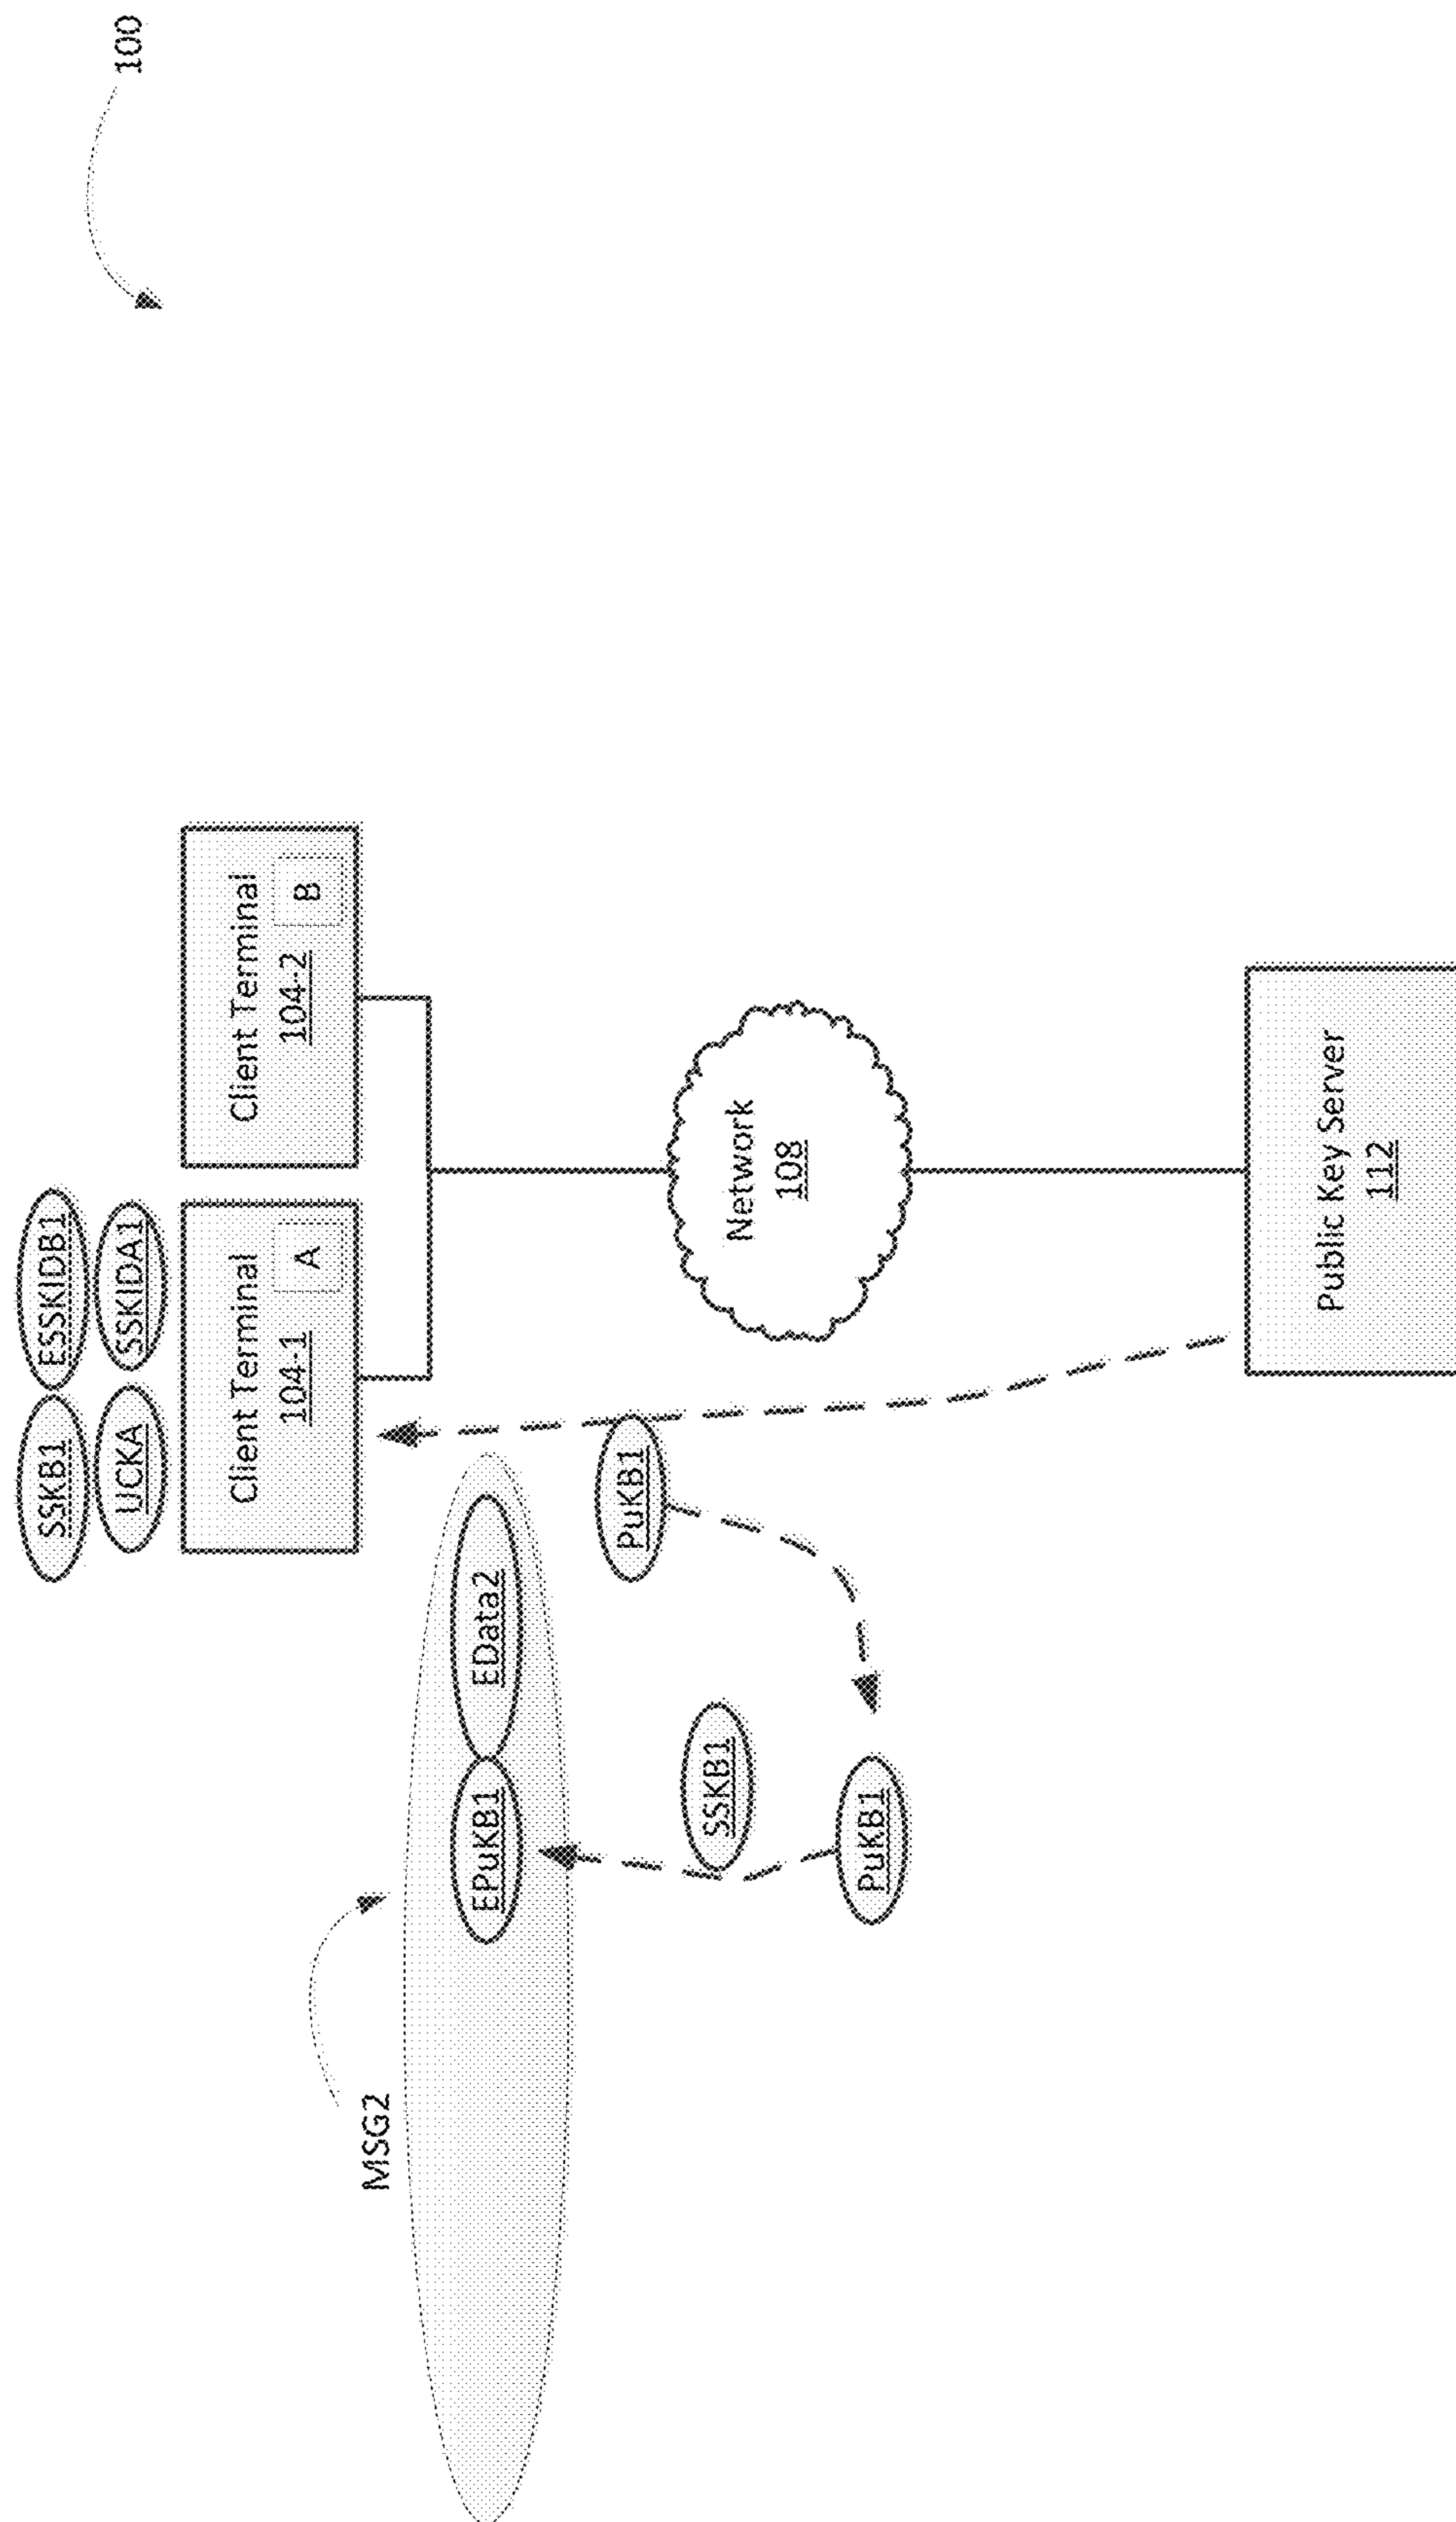 100
SSKB1
ESSKIDB1
UCKA
SSKIDA1
Client Terminal
104-1
A
Client Terminal
104-2
B
MSG2
EPuKB1
EData2
PuKB1
SSKB1
PuKB1
Network
108
Public Key Server
112